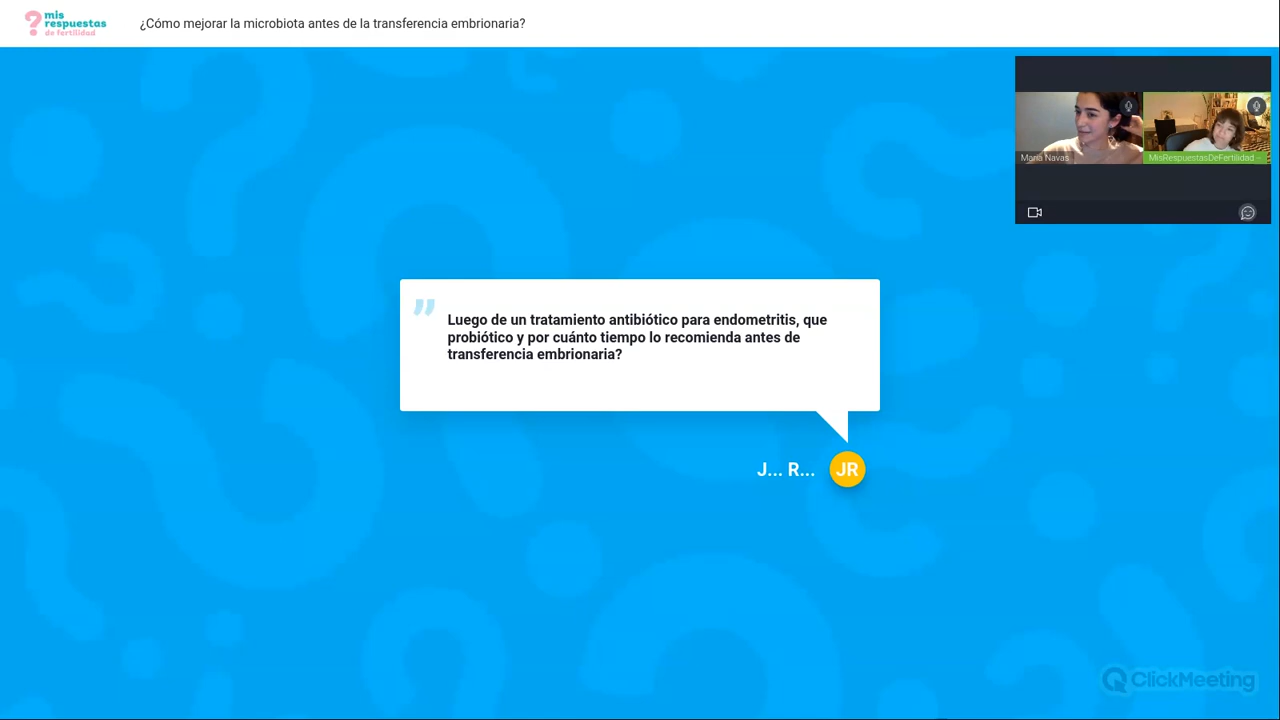 mis
respuestas
de fertilidad
¿Cómo mejorar la microbiota antes de la transferencia embrionaria?
María Navas
MisRespuestasDeFertilidad –
Luego de un tratamiento antibiótico para endometritis, que
probiótico y por cuánto tiempo lo recomienda antes de
transferencia embrionaria?
J... R...
JR
ClickMeeting